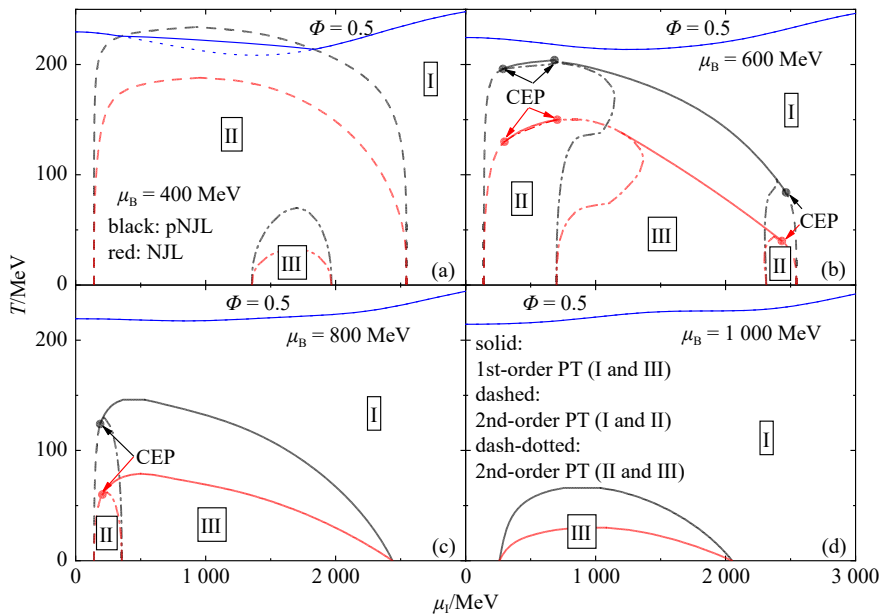 Φ = 0.5
I
200
II
100
μB = 400 MeV
black: pNJL
red: NJL
III
0
(a)
Φ = 0.5
μB = 600 MeV
CEP
I
II
III
CEP
II
(b)
T/MeV
Φ = 0.5
μB = 800 MeV
200
I
100
CEP
III
II
0
(c)
0
1 000
2 000
Φ = 0.5
μB = 1 000 MeV
solid:
1st-order PT (I and III)
dashed:
2nd-order PT (I and II)
dash-dotted:
2nd-order PT (II and III)
I
III
(d)
0
1 000
2 000
3 000
μI/MeV